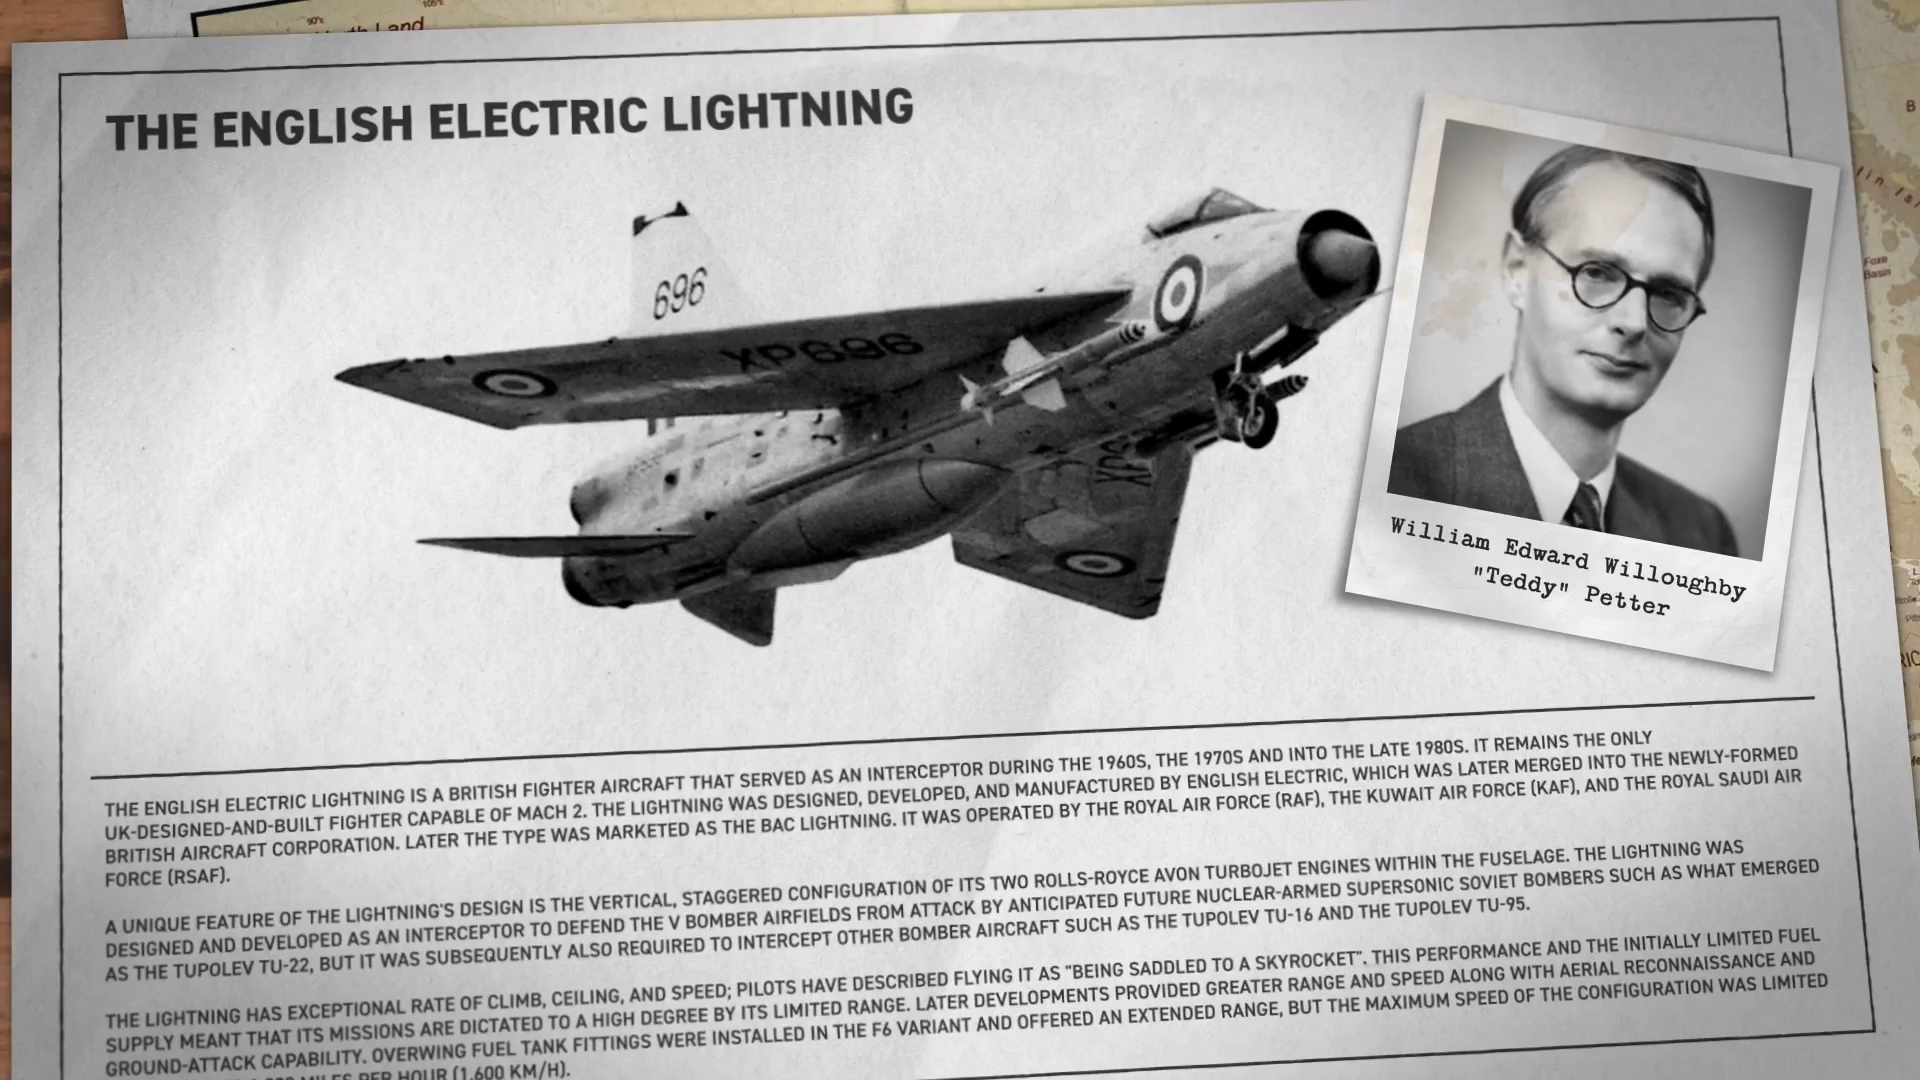 90°E
105°E
North Land
THE ENGLISH ELECTRIC LIGHTNING
696
XP696
William Edward Willoughby
"Teddy" Petter
Foxe
Basin
THE ENGLISH ELECTRIC LIGHTNING IS A BRITISH FIGHTER AIRCRAFT THAT SERVED AS AN INTERCEPTOR DURING THE 1960S, THE 1970S AND INTO THE LATE 1980S. IT REMAINS THE ONLY
UK-DESIGNED-AND-BUILT FIGHTER CAPABLE OF MACH 2. THE LIGHTNING WAS DESIGNED, DEVELOPED, AND MANUFACTURED BY ENGLISH ELECTRIC, WHICH WAS LATER MERGED INTO THE NEWLY-FORMED
BRITISH AIRCRAFT CORPORATION. LATER THE TYPE WAS MARKETED AS THE BAC LIGHTNING. IT WAS OPERATED BY THE ROYAL AIR FORCE (RAF), THE KUWAIT AIR FORCE (KAF), AND THE ROYAL SAUDI AIR
FORCE (RSAF).
A UNIQUE FEATURE OF THE LIGHTNING'S DESIGN IS THE VERTICAL, STAGGERED CONFIGURATION OF ITS TWO ROLLS-ROYCE AVON TURBOJET ENGINES WITHIN THE FUSELAGE. THE LIGHTNING WAS
DESIGNED AND DEVELOPED AS AN INTERCEPTOR TO DEFEND THE V BOMBER AIRFIELDS FROM ATTACK BY ANTICIPATED FUTURE NUCLEAR-ARMED SUPERSONIC SOVIET BOMBERS SUCH AS WHAT EMERGED
AS THE TUPOLEV TU-22, BUT IT WAS SUBSEQUENTLY ALSO REQUIRED TO INTERCEPT OTHER BOMBER AIRCRAFT SUCH AS THE TUPOLEV TU-16 AND THE TUPOLEV TU-95.
THE LIGHTNING HAS EXCEPTIONAL RATE OF CLIMB, CEILING, AND SPEED; PILOTS HAVE DESCRIBED FLYING IT AS "BEING SADDLED TO A SKYROCKET". THIS PERFORMANCE AND THE INITIALLY LIMITED FUEL
SUPPLY MEANT THAT ITS MISSIONS ARE DICTATED TO A HIGH DEGREE BY ITS LIMITED RANGE. LATER DEVELOPMENTS PROVIDED GREATER RANGE AND SPEED ALONG WITH AERIAL RECONNAISSANCE AND
GROUND-ATTACK CAPABILITY. OVERWING FUEL TANK FITTINGS WERE INSTALLED IN THE F6 VARIANT AND OFFERED AN EXTENDED RANGE, BUT THE MAXIMUM SPEED OF THE CONFIGURATION WAS LIMITED
MILES PER HOUR (1,600 KM/H).